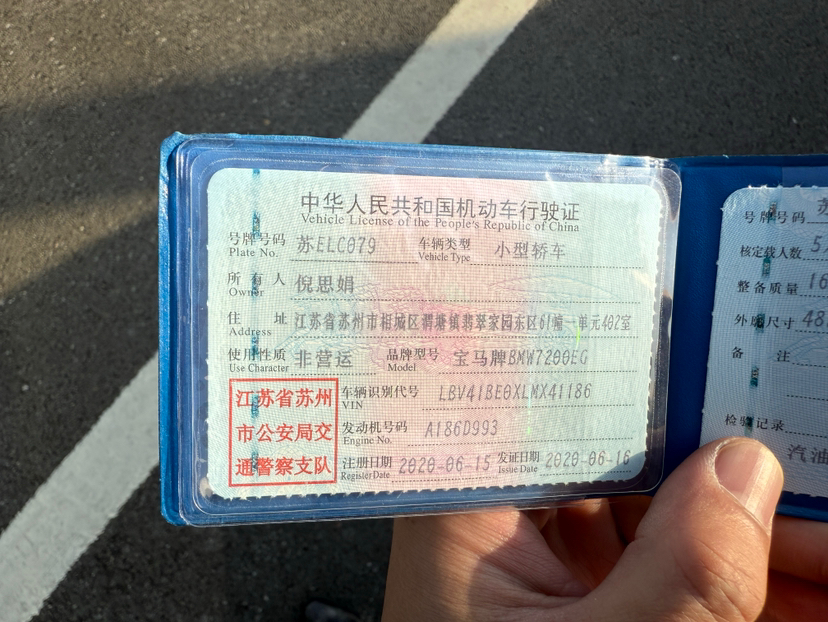 中华人民共和国机动车行驶证
Vehicle License of the People's Republic of China
号牌号码 苏ELC079 车辆类型 小型轿车
Plate No. Vehicle Type
所有人 倪思娟
Owner
住址 江苏省苏州市相城区渭塘镇翡翠家园东区61幢一单元402室
Address
使用性质 非营运 品牌型号 宝马牌BMW7200EG
Use Character Model
江苏省苏州
市公安局交
通警察支队
车辆识别代号 LBV41BE0XLMX41186
VIN
发动机号码 A186D993
Engine No.
注册日期 2020-06-15 发证日期 2020-06-16
Register Date Issue Date
号牌号码 苏
核定载人数 5
整备质量 16
外廓尺寸 48
备注
检验记录
汽油